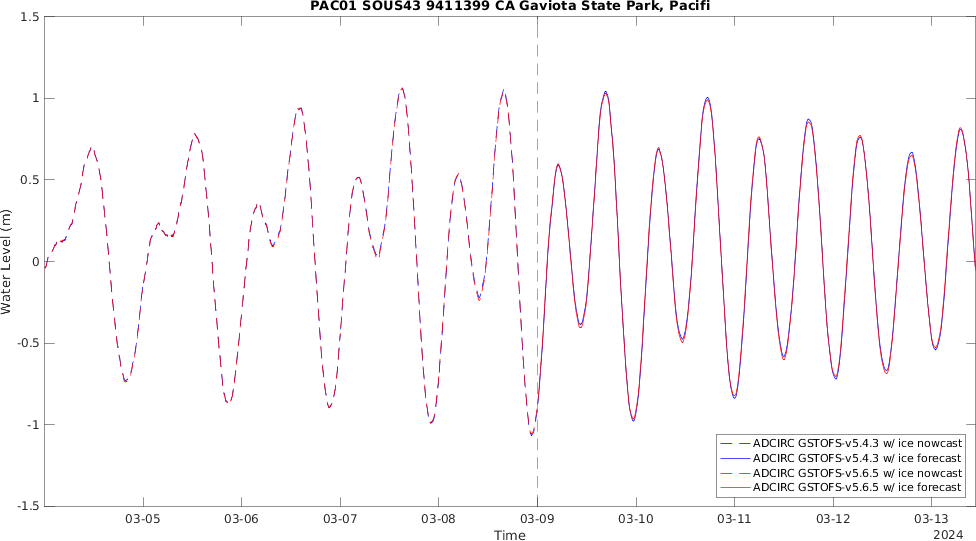 PAC01 SOUS43 9411399 CA Gaviota State Park, Pacifi
1.5
1
0.5
0
-0.5
-1
-1.5
Water Level (m)
03-05 03-06 03-07 03-08 03-09 03-10 03-11 03-12 03-13
Time
2024
ADCIRC GSTOFS-v5.4.3 w/ ice nowcast
ADCIRC GSTOFS-v5.4.3 w/ ice forecast
ADCIRC GSTOFS-v5.6.5 w/ ice nowcast
ADCIRC GSTOFS-v5.6.5 w/ ice forecast